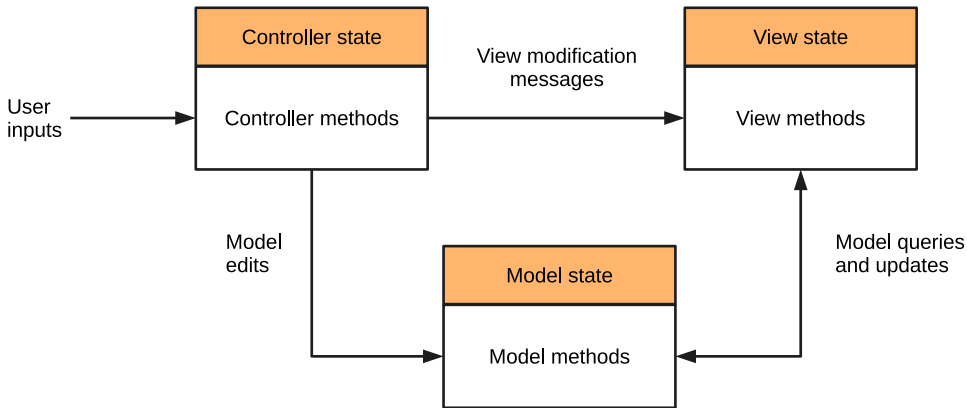 Controller state
View modification
messages
View state
User
inputs
Controller methods
View methods
Model
edits
Model state
Model queries
and updates
Model methods